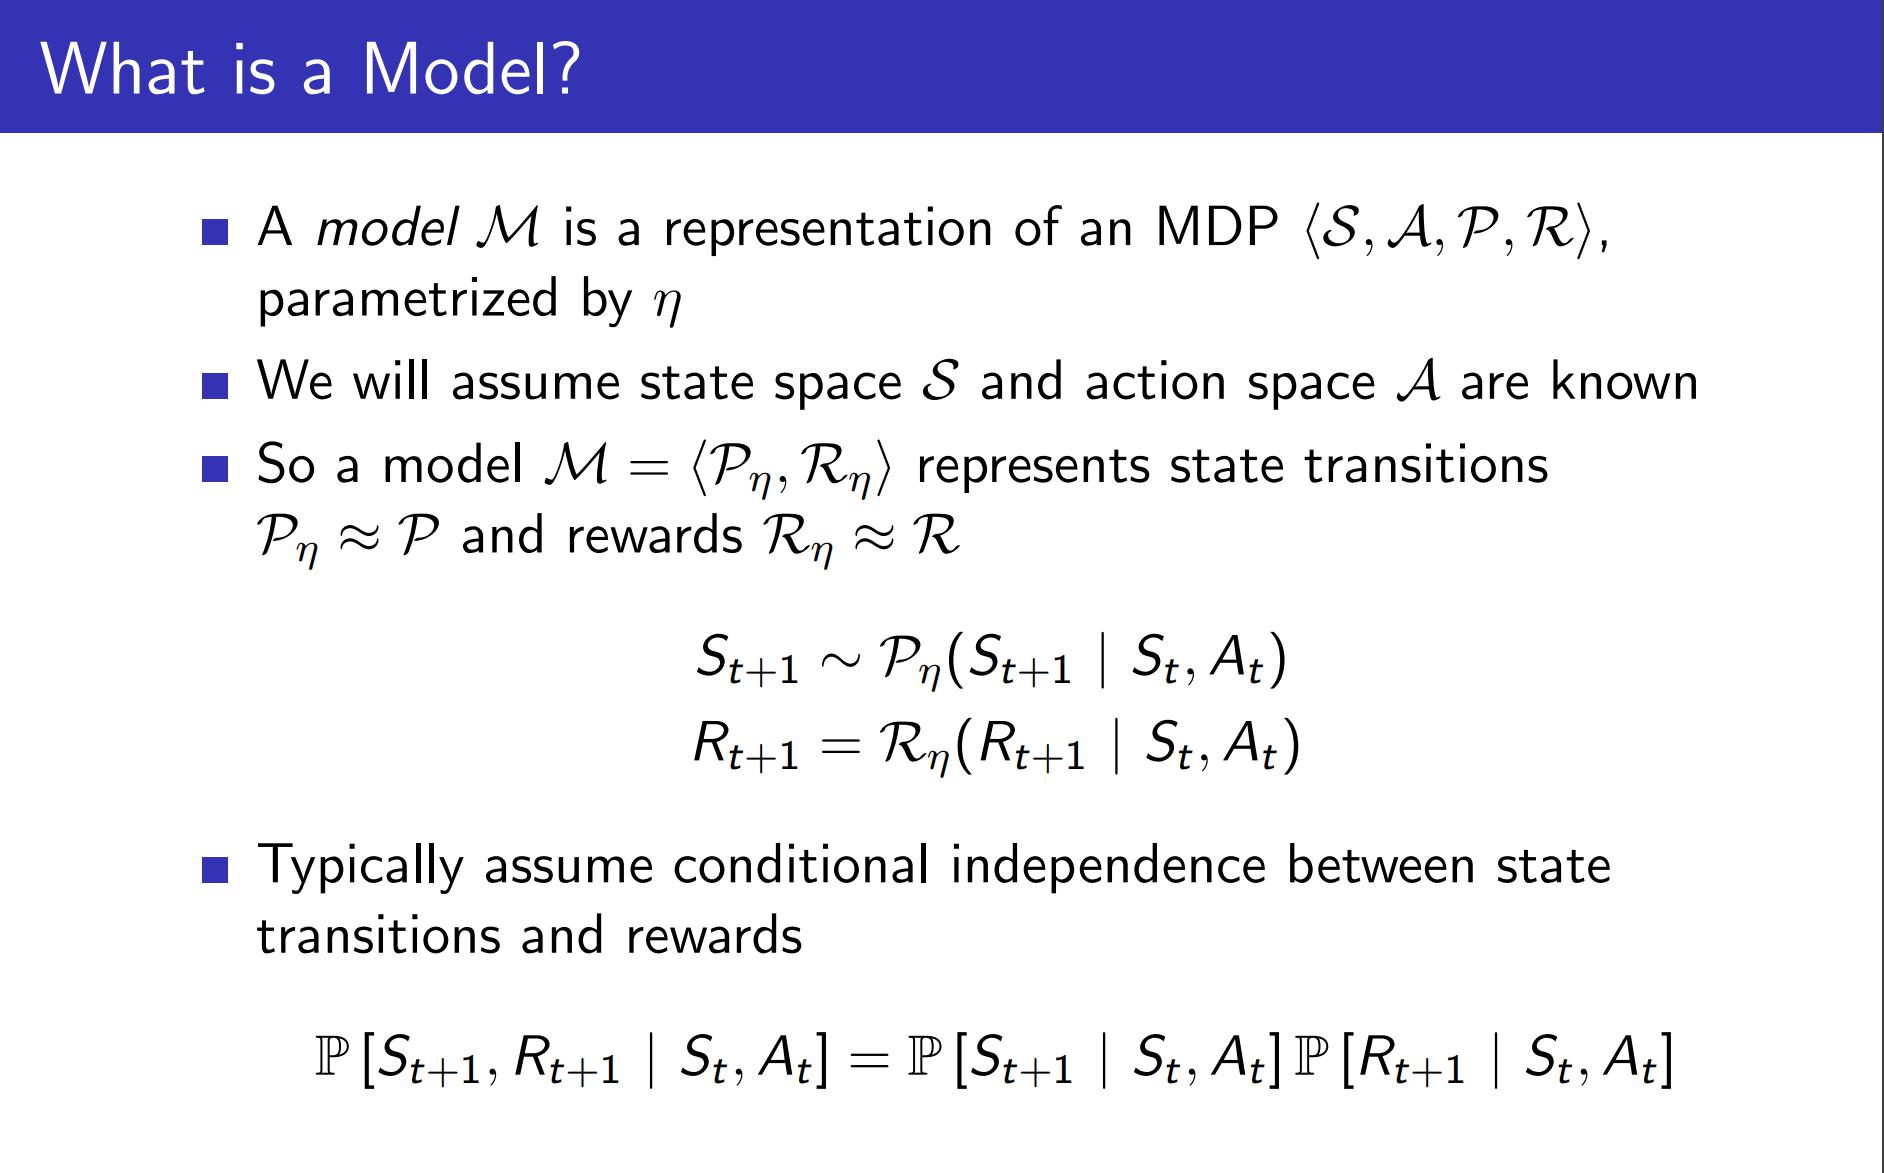 What is a Model?
A model ℳ is a representation of an MDP ⟨𝒮, 𝒜, 𝒫, ℛ⟩,
parametrized by η
We will assume state space 𝒮 and action space 𝒜 are known
So a model ℳ = ⟨𝒫_η, ℛ_η⟩ represents state transitions
𝒫_η ≈ 𝒫 and rewards ℛ_η ≈ ℛ
S_{t+1} ∼ 𝒫_η(S_{t+1} | S_t, A_t)
R_{t+1} = ℛ_η(R_{t+1} | S_t, A_t)
Typically assume conditional independence between state
transitions and rewards
ℙ [S_{t+1}, R_{t+1} | S_t, A_t] = ℙ [S_{t+1} | S_t, A_t] ℙ [R_{t+1} | S_t, A_t]